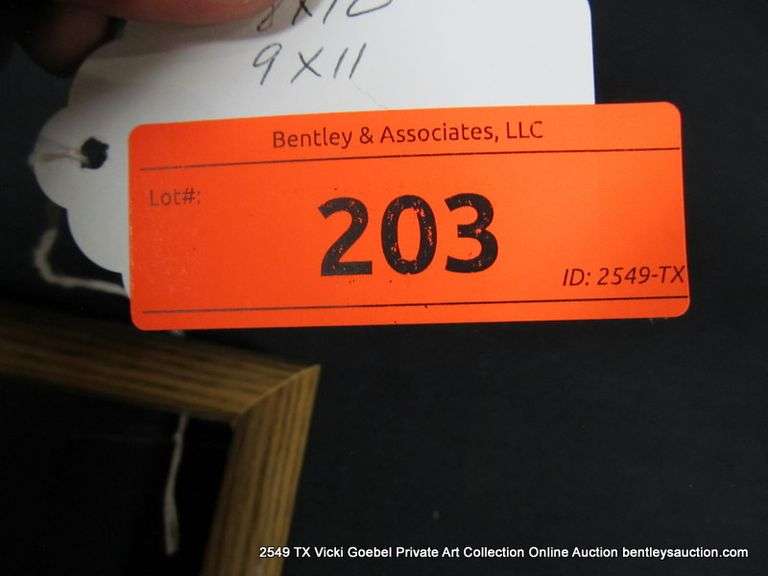 8X10
9X11
Bentley & Associates, LLC
Lot#:
203
ID: 2549-TX
2549 TX Vicki Goebel Private Art Collection Online Auction bentleysauction.com